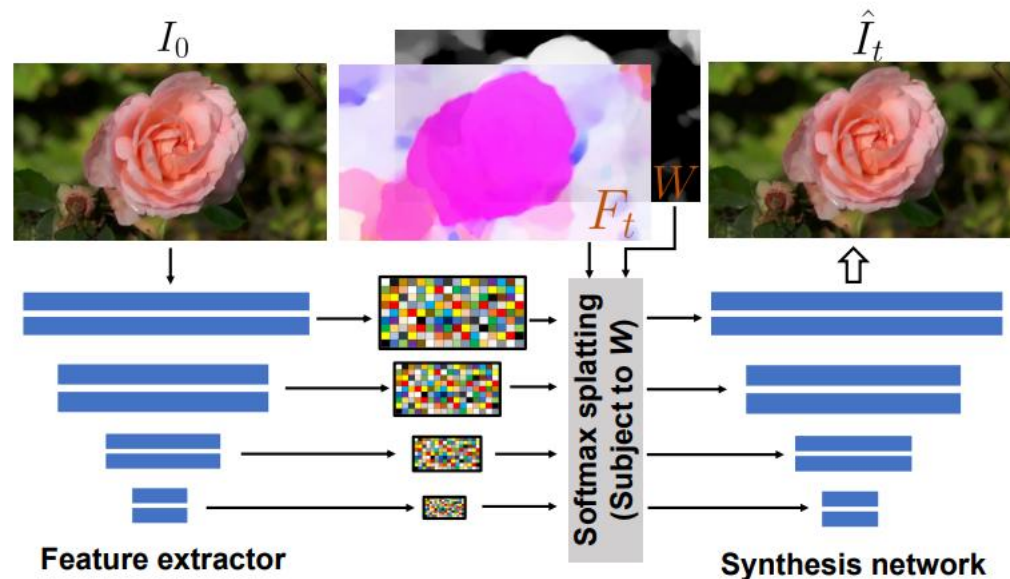 I_0
Î_t
W
F_t
Softmax splatting
(Subject to W)
Feature extractor
Synthesis network